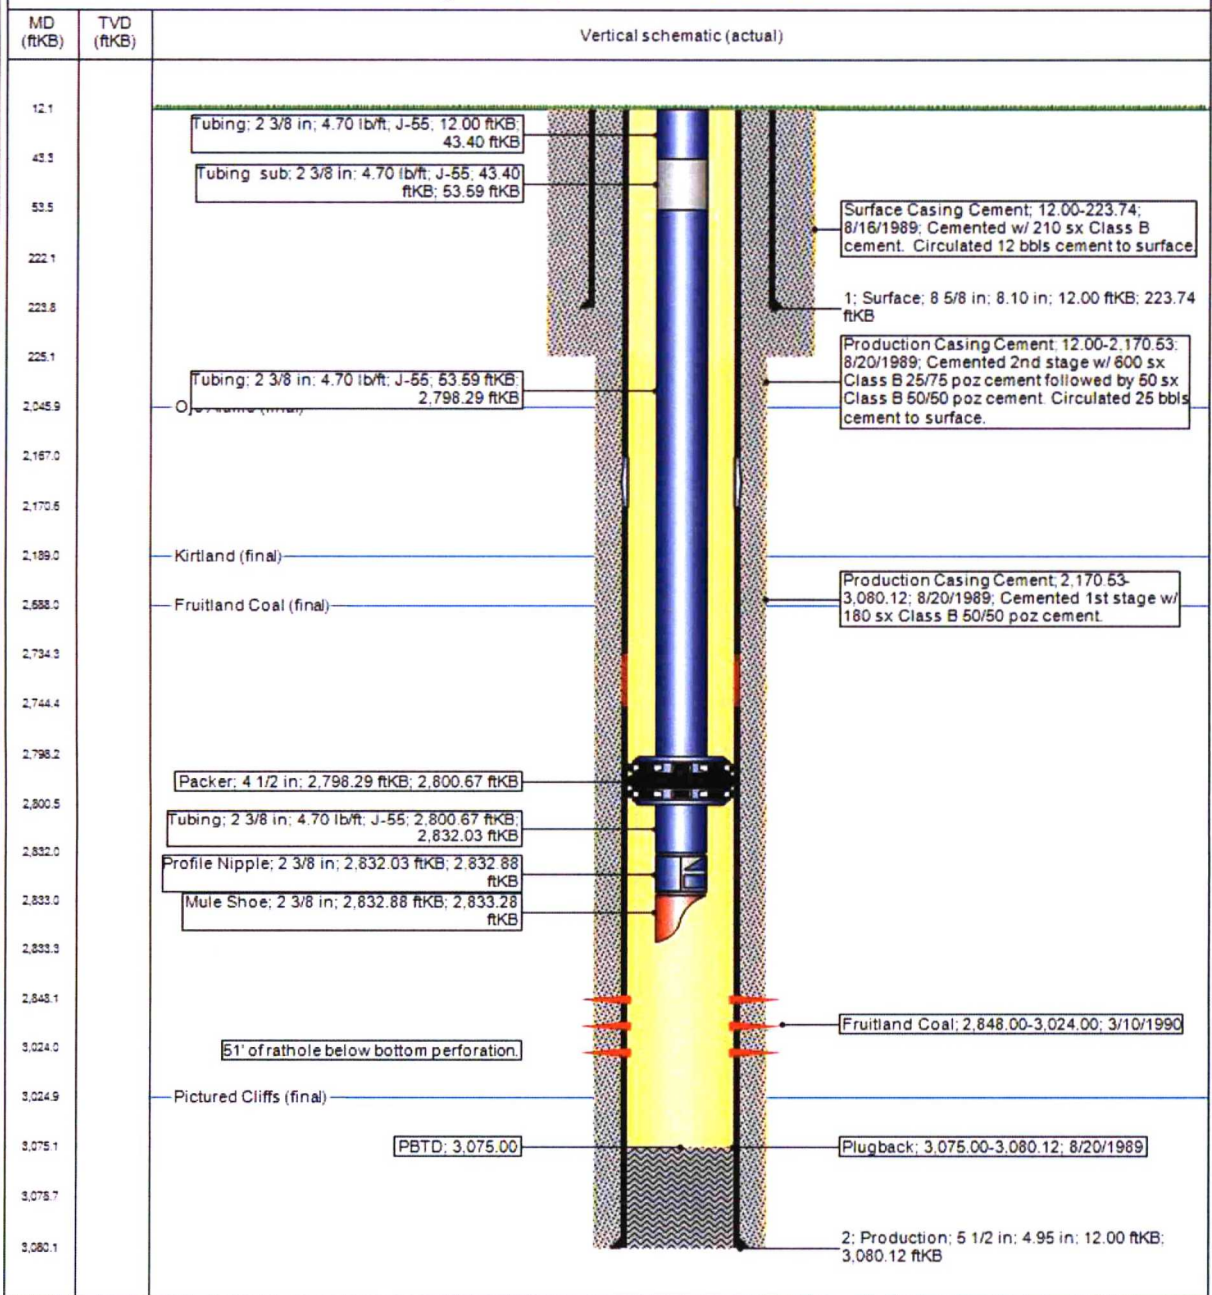 MD
(ftKB)
TVD
(ftKB)
Vertical schematic (actual)
12.1
Tubing; 2 3/8 in; 4.70 lb/ft; J-55; 12.00 ftKB;
43.40 ftKB
43.3
Tubing sub; 2 3/8 in; 4.70 lb/ft; J-55; 43.40
ftKB; 53.59 ftKB
53.5
Surface Casing Cement; 12.00-223.74;
8/16/1989; Cemented w/ 210 sx Class B
cement. Circulated 12 bbls cement to surface.
222.1
223.8
1; Surface; 8 5/8 in; 8.10 in; 12.00 ftKB; 223.74
ftKB
225.1
Production Casing Cement; 12.00-2,170.53;
8/20/1989; Cemented 2nd stage w/ 600 sx
Class B 25/75 poz cement followed by 50 sx
Class B 50/50 poz cement. Circulated 25 bbls
cement to surface.
Tubing; 2 3/8 in; 4.70 lb/ft; J-55; 53.59 ftKB;
2,798.29 ftKB
2,045.9
(final)
2,167.0
2,170.6
2,189.0
Kirtland (final)
Production Casing Cement; 2,170.53-
3,080.12; 8/20/1989; Cemented 1st stage w/
180 sx Class B 50/50 poz cement.
2,688.0
Fruitland Coal (final)
2,734.3
2,744.4
2,798.2
Packer; 4 1/2 in; 2,798.29 ftKB; 2,800.67 ftKB
2,800.5
Tubing; 2 3/8 in; 4.70 lb/ft; J-55; 2,800.67 ftKB;
2,832.03 ftKB
2,832.0
Profile Nipple; 2 3/8 in; 2,832.03 ftKB; 2,832.88
ftKB
2,833.0
Mule Shoe; 2 3/8 in; 2,832.88 ftKB; 2,833.28
ftKB
2,833.3
2,848.1
Fruitland Coal; 2,848.00-3,024.00; 3/10/1990
3,024.0
51' of rathole below bottom perforation.
3,024.9
Pictured Cliffs (final)
3,075.1
PBTD; 3,075.00
Plugback; 3,075.00-3,080.12; 8/20/1989
3,075.7
3,080.1
2; Production; 5 1/2 in; 4.95 in; 12.00 ftKB;
3,080.12 ftKB